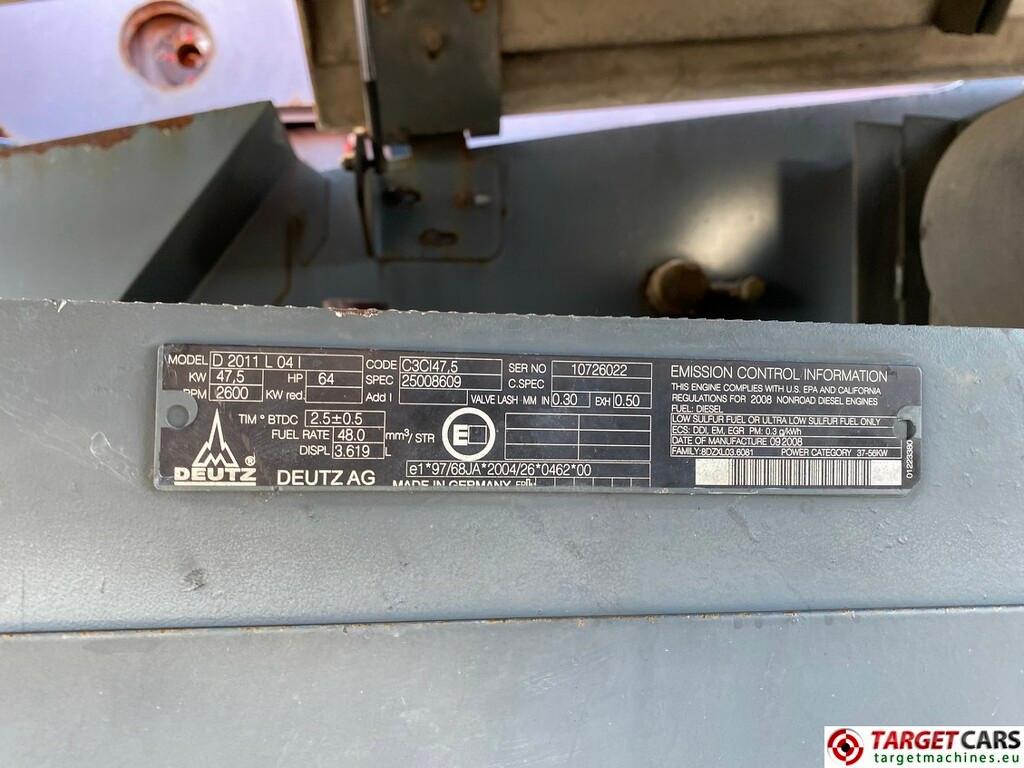 MODEL D 2011 L 04 I CODE C3CI47,5 SER NO 10726022
KW 47,5 HP 64 SPEC 25008609 C.SPEC
RPM 2600 KW red. Add I VALVE LASH MM IN 0.30 EXH 0.50
TIM ° BTDC 2.5±0.5
FUEL RATE 48.0 mm³/STR
DISPL 3.619 L
E
DEUTZ ® DEUTZ AG
e1*97/68JA*2004/26*0462*00
MADE IN GERMANY
EMISSION CONTROL INFORMATION
THIS ENGINE COMPLIES WITH U.S. EPA AND CALIFORNIA
REGULATIONS FOR 2008 NONROAD DIESEL ENGINES
FUEL: DIESEL
LOW SULFUR FUEL OR ULTRA LOW SULFUR FUEL ONLY
ECS: DDI, EM, EGR PM: 0.3 g/kWh
DATE OF MANUFACTURE 09 2008
FAMILY: 8DZXL03.6081 POWER CATEGORY 37-56KW
01223380
TARGETCARS
targetmachines.eu